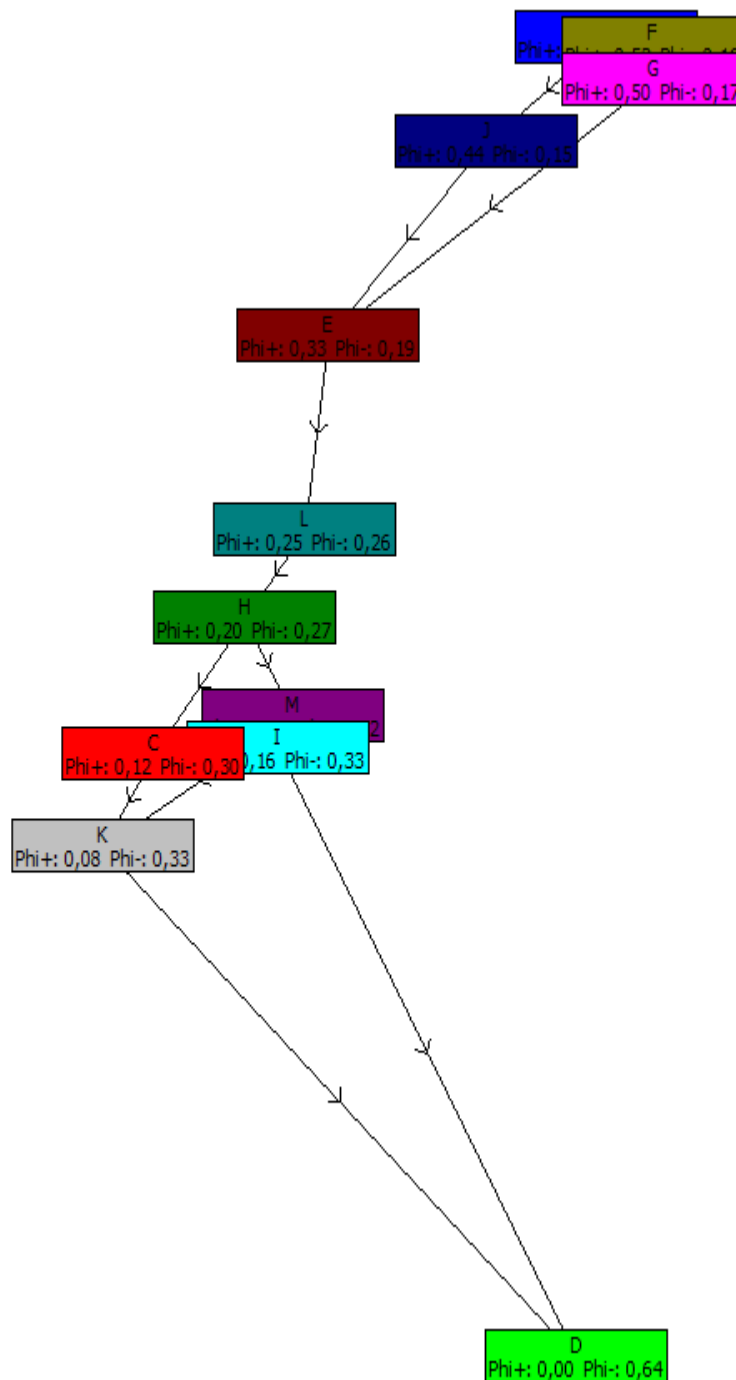 Phi+:
F
G
Phi+: 0,50 Phi-: 0,17
J
Phi+: 0,44 Phi-: 0,15
E
Phi+: 0,33 Phi-: 0,19
L
Phi+: 0,25 Phi-: 0,26
H
Phi+: 0,20 Phi-: 0,27
M
2
I
0,16 Phi-: 0,33
C
Phi+: 0,12 Phi-: 0,30
K
Phi+: 0,08 Phi-: 0,33
D
Phi+: 0,00 Phi-: 0,64